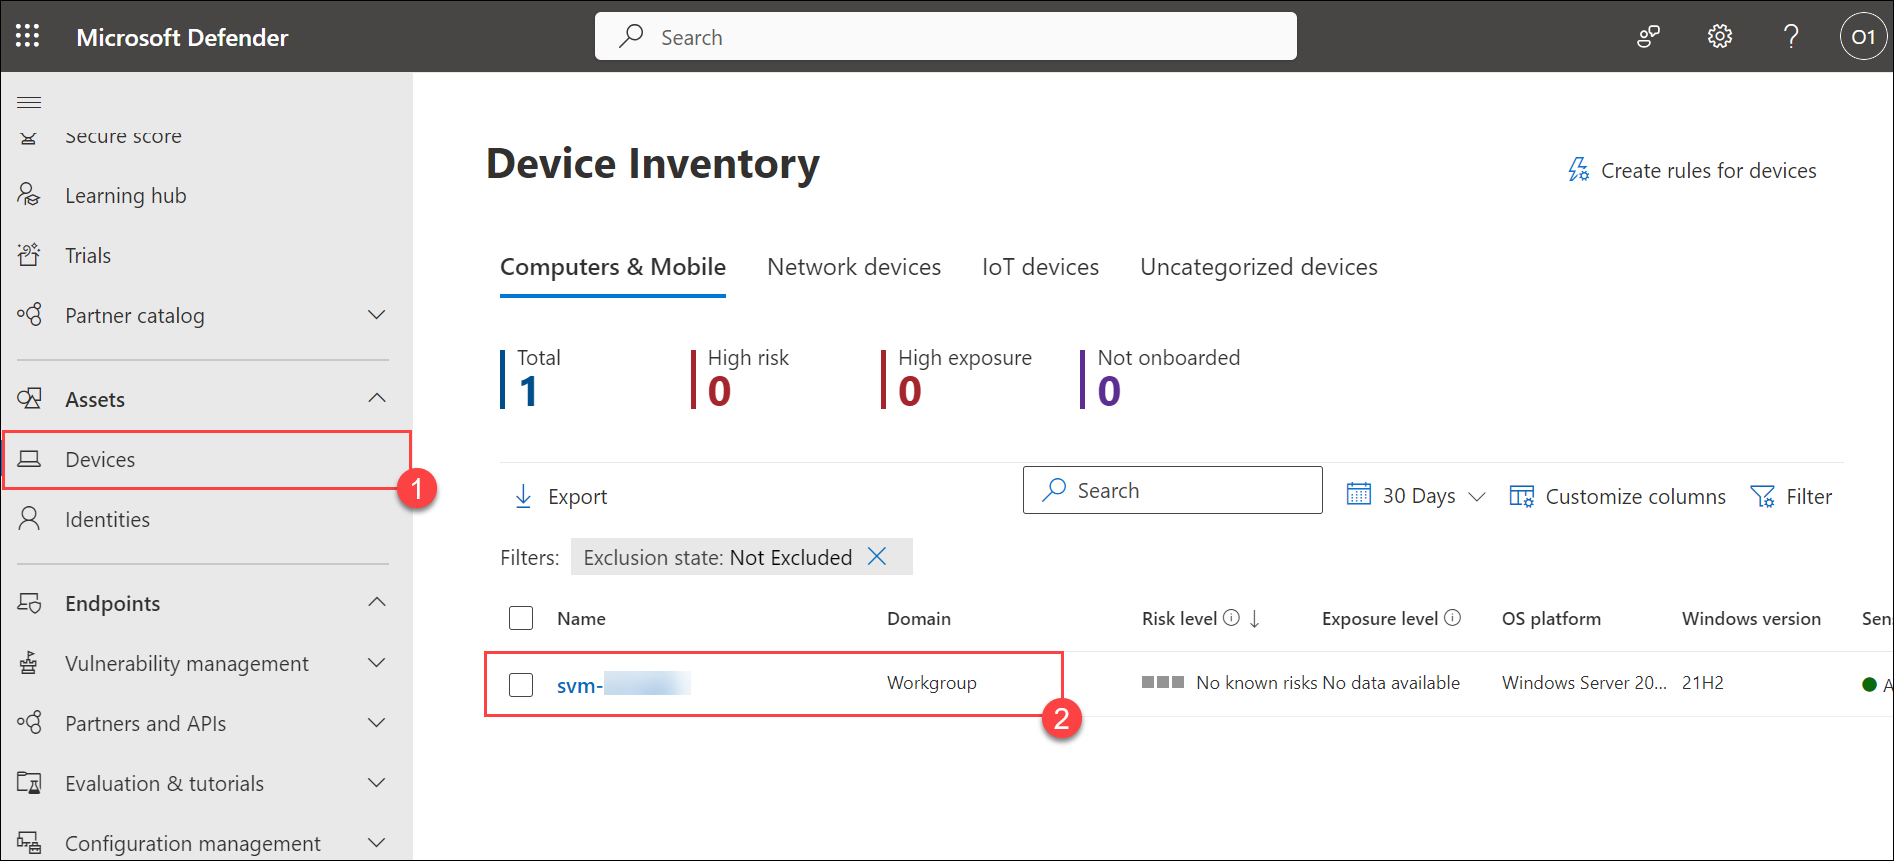 Microsoft Defender
Search
O1
Secure score
Learning hub
Trials
Partner catalog
Assets
Devices
1
Identities
Endpoints
Vulnerability management
Partners and APIs
Evaluation & tutorials
Configuration management
Device Inventory
Create rules for devices
Computers & Mobile Network devices IoT devices Uncategorized devices
Total High risk High exposure Not onboarded
1 0 0 0
Export Search 30 Days Customize columns Filter
Filters: Exclusion state: Not Excluded
Name Domain Risk level Exposure level OS platform Windows version Sens
svm- Workgroup No known risks No data available Windows Server 20... 21H2 A
2